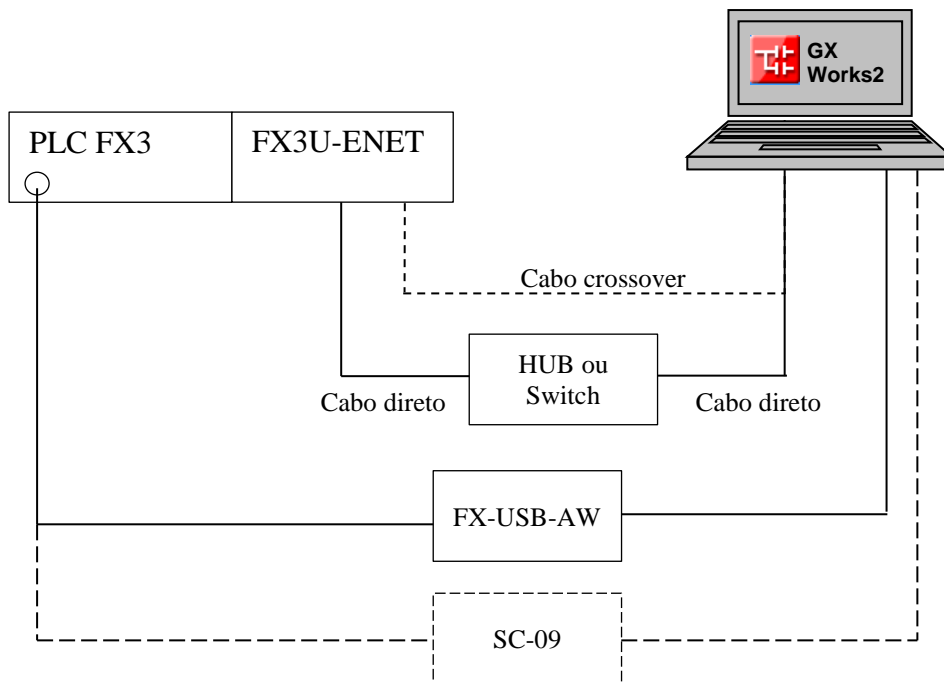 GX
Works2
PLC FX3
FX3U-ENET
Cabo crossover
HUB ou
Switch
Cabo direto
Cabo direto
FX-USB-AW
SC-09